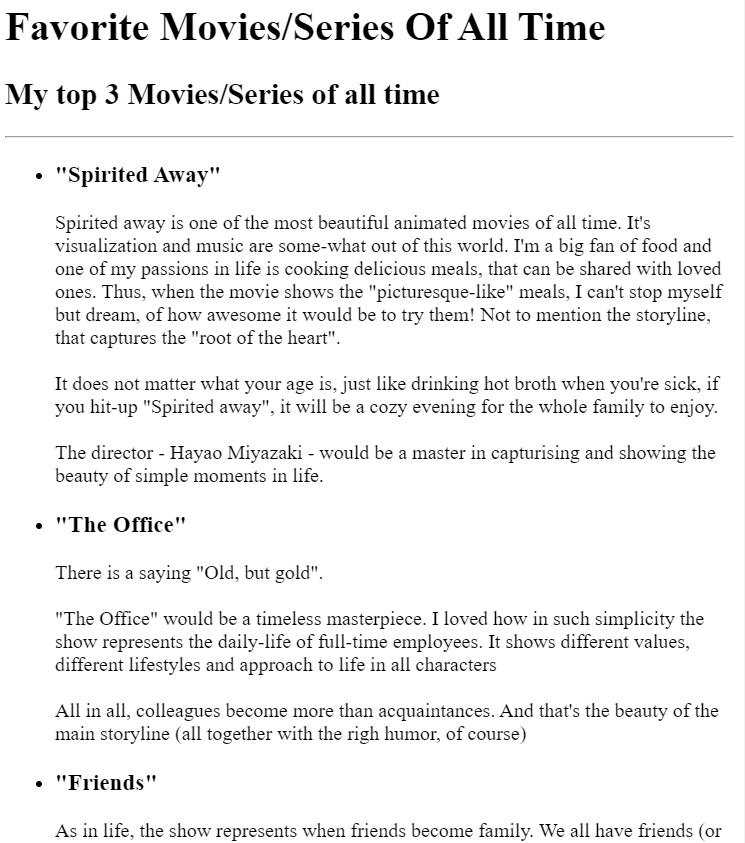 Favorite Movies/Series Of All Time
My top 3 Movies/Series of all time
"Spirited Away"
Spirited away is one of the most beautiful animated movies of all time. It's
visualization and music are some-what out of this world. I'm a big fan of food and
one of my passions in life is cooking delicious meals, that can be shared with loved
ones. Thus, when the movie shows the "picturesque-like" meals, I can't stop myself
but dream, of how awesome it would be to try them! Not to mention the storyline,
that captures the "root of the heart".
It does not matter what your age is, just like drinking hot broth when you're sick, if
you hit-up "Spirited away", it will be a cozy evening for the whole family to enjoy.
The director - Hayao Miyazaki - would be a master in capturising and showing the
beauty of simple moments in life.
"The Office"
There is a saying "Old, but gold".
"The Office" would be a timeless masterpiece. I loved how in such simplicity the
show represents the daily-life of full-time employees. It shows different values,
different lifestyles and approach to life in all characters
All in all, colleagues become more than acquaintances. And that's the beauty of the
main storyline (all together with the righ humor, of course)
"Friends"
As in life, the show represents when friends become family. We all have friends (or